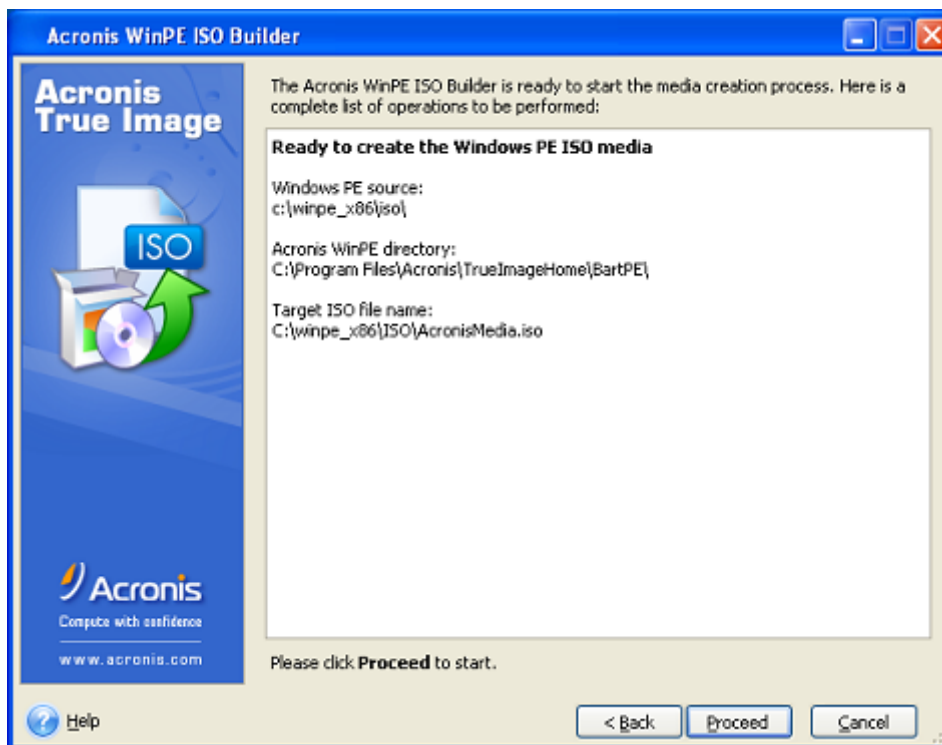 Acronis WinPE ISO Builder
Acronis
True Image
ISO
Acronis
Compute with confidence
www.acronis.com
The Acronis WinPE ISO Builder is ready to start the media creation process. Here is a
complete list of operations to be performed:
Ready to create the Windows PE ISO media
Windows PE source:
c:\winpe_x86\iso\
Acronis WinPE directory:
C:\Program Files\Acronis\TrueImageHome\BartPE\
Target ISO file name:
C:\winpe_x86\ISO\AcronisMedia.iso
Please click Proceed to start.
Help
< Back
Proceed
Cancel